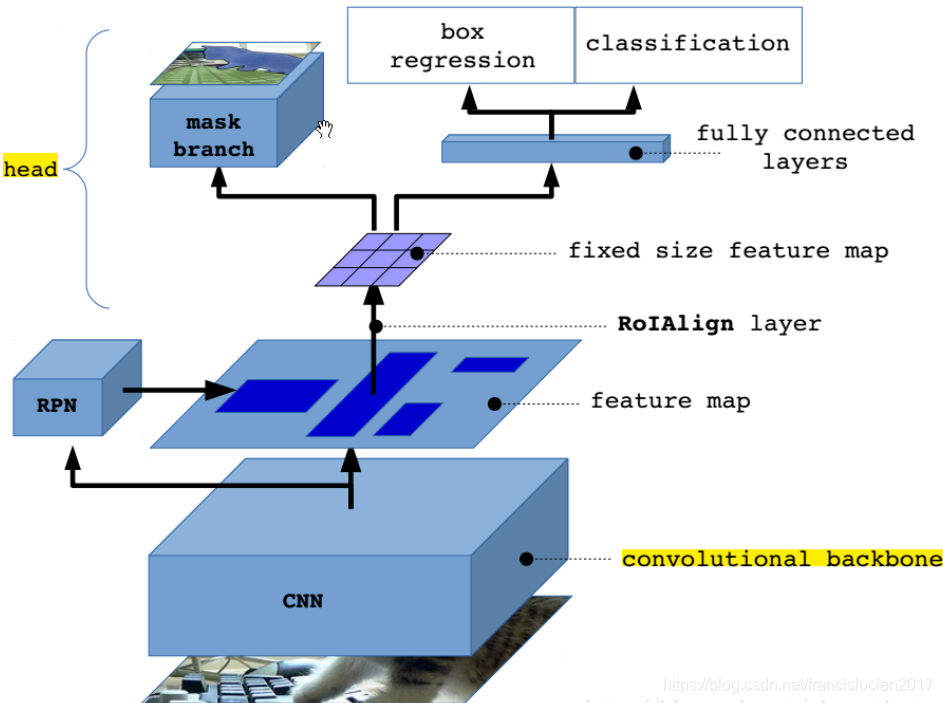 box
regression
classification
mask
branch
fully connected
layers
head
fixed size feature map
RoIAlign layer
RPN
feature map
convolutional backbone
CNN
https://blog.csdn.net/francislucien2017